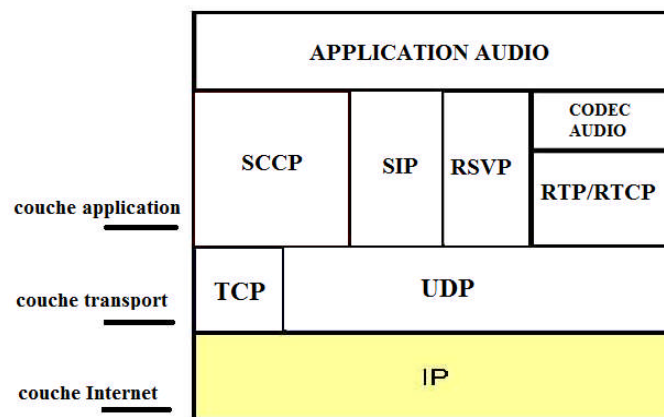 APPLICATION AUDIO
CODEC
AUDIO
SCCP
SIP
RSVP
RTP/RTCP
couche application
TCP
UDP
couche transport
IP
couche Internet